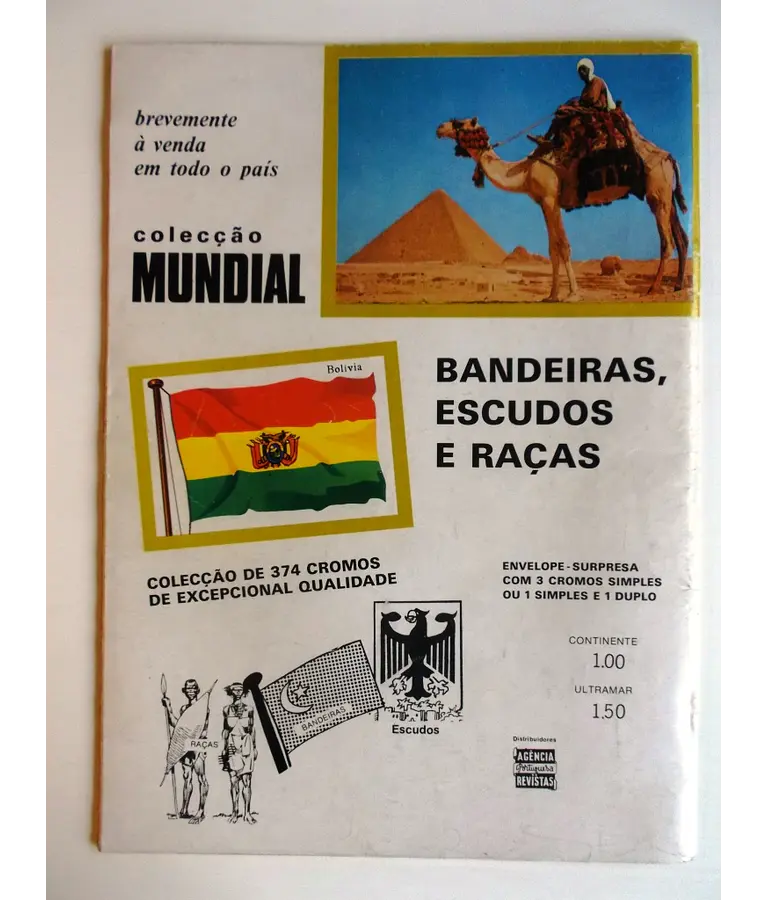 brevemente
à venda
em todo o país
colecção
MUNDIAL
Bolivia
BANDEIRAS,
ESCUDOS
E RAÇAS
COLECÇÃO DE 374 CROMOS
DE EXCEPCIONAL QUALIDADE
ENVELOPE-SURPRESA
COM 3 CROMOS SIMPLES
OU 1 SIMPLES E 1 DUPLO
CONTINENTE
1.00
ULTRAMAR
1.50
RAÇAS
BANDEIRAS
Escudos
Distribuidores
AGÊNCIA
Portuguesa
REVISTAS